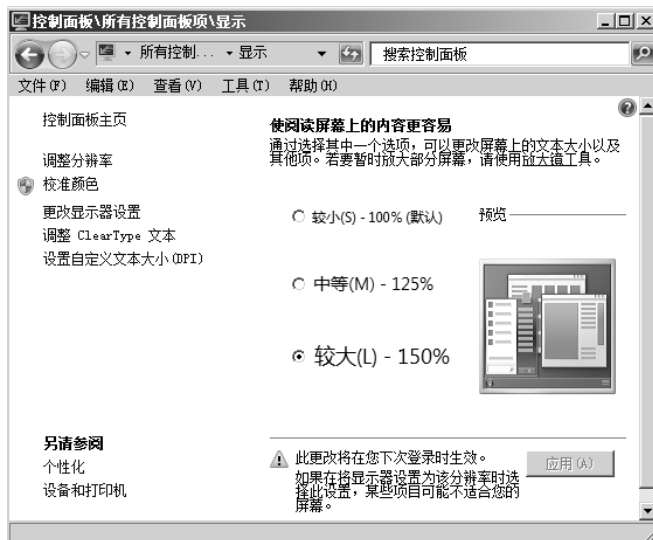 控制面板\所有控制面板项\显示
所有控制... 显示 搜索控制面板
文件(F) 编辑(E) 查看(V) 工具(T) 帮助(H)
控制面板主页
调整分辨率
校准颜色
更改显示器设置
调整 ClearType 文本
设置自定义文本大小(DPI)
另请参阅
个性化
设备和打印机
使阅读屏幕上的内容更容易
通过选择其中一个选项，可以更改屏幕上的文本大小以及
其他项。若要暂时放大部分屏幕，请使用放大镜工具。
较小(S) - 100% (默认) 预览
中等(M) - 125%
较大(L) - 150%
此更改将在您下次登录时生效。
如果在将显示器设置为该分辨率时选
择此设置，某些项目可能不适合您的
屏幕。
应用(A)